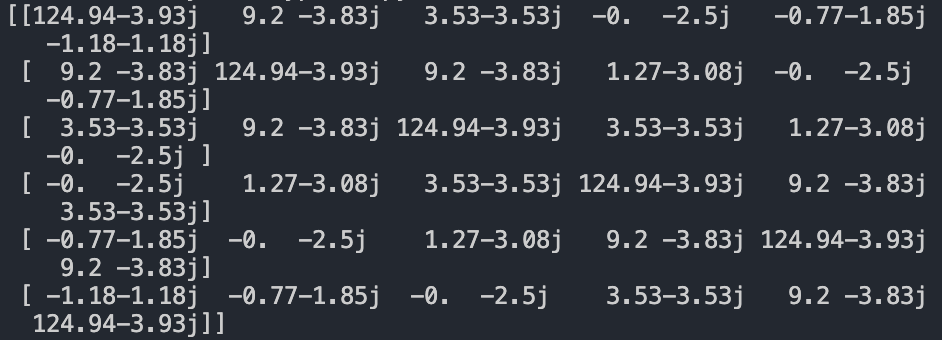 [[124.94-3.93j   9.2 -3.83j   3.53-3.53j  -0.  -2.5j   -0.77-1.85j
  -1.18-1.18j]
 [  9.2 -3.83j 124.94-3.93j   9.2 -3.83j   1.27-3.08j  -0.  -2.5j
  -0.77-1.85j]
 [  3.53-3.53j   9.2 -3.83j 124.94-3.93j   3.53-3.53j   1.27-3.08j
  -0.  -2.5j ]
 [ -0.  -2.5j    1.27-3.08j   3.53-3.53j 124.94-3.93j   9.2 -3.83j
   3.53-3.53j]
 [ -0.77-1.85j  -0.  -2.5j    1.27-3.08j   9.2 -3.83j 124.94-3.93j
   9.2 -3.83j]
 [ -1.18-1.18j  -0.77-1.85j  -0.  -2.5j    3.53-3.53j   9.2 -3.83j
 124.94-3.93j]]